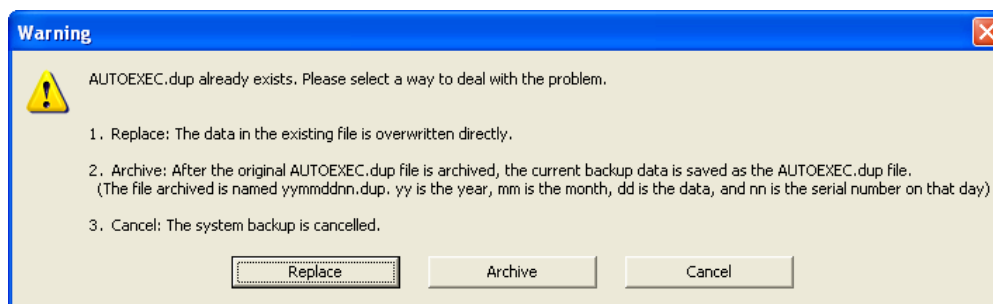 Warning
AUTOEXEC.dup already exists. Please select a way to deal with the problem.
1. Replace: The data in the existing file is overwritten directly.
2. Archive: After the original AUTOEXEC.dup file is archived, the current backup data is saved as the AUTOEXEC.dup file.
(The file archived is named yymmddnn.dup. yy is the year, mm is the month, dd is the data, and nn is the serial number on that day)
3. Cancel: The system backup is cancelled.
Replace Archive Cancel